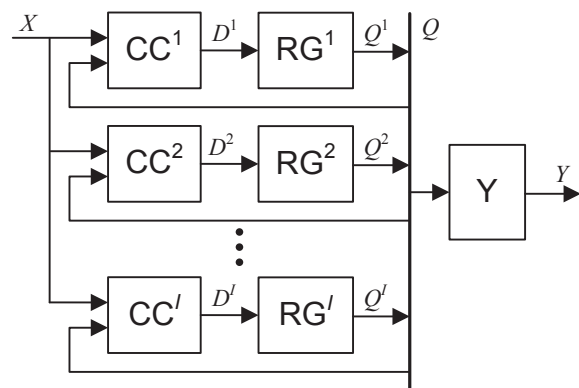 X CC¹ D¹ RG¹ Q¹ Q
CC² D² RG² Q²
Y Y
CCᴵ Dᴵ RGᴵ Qᴵ